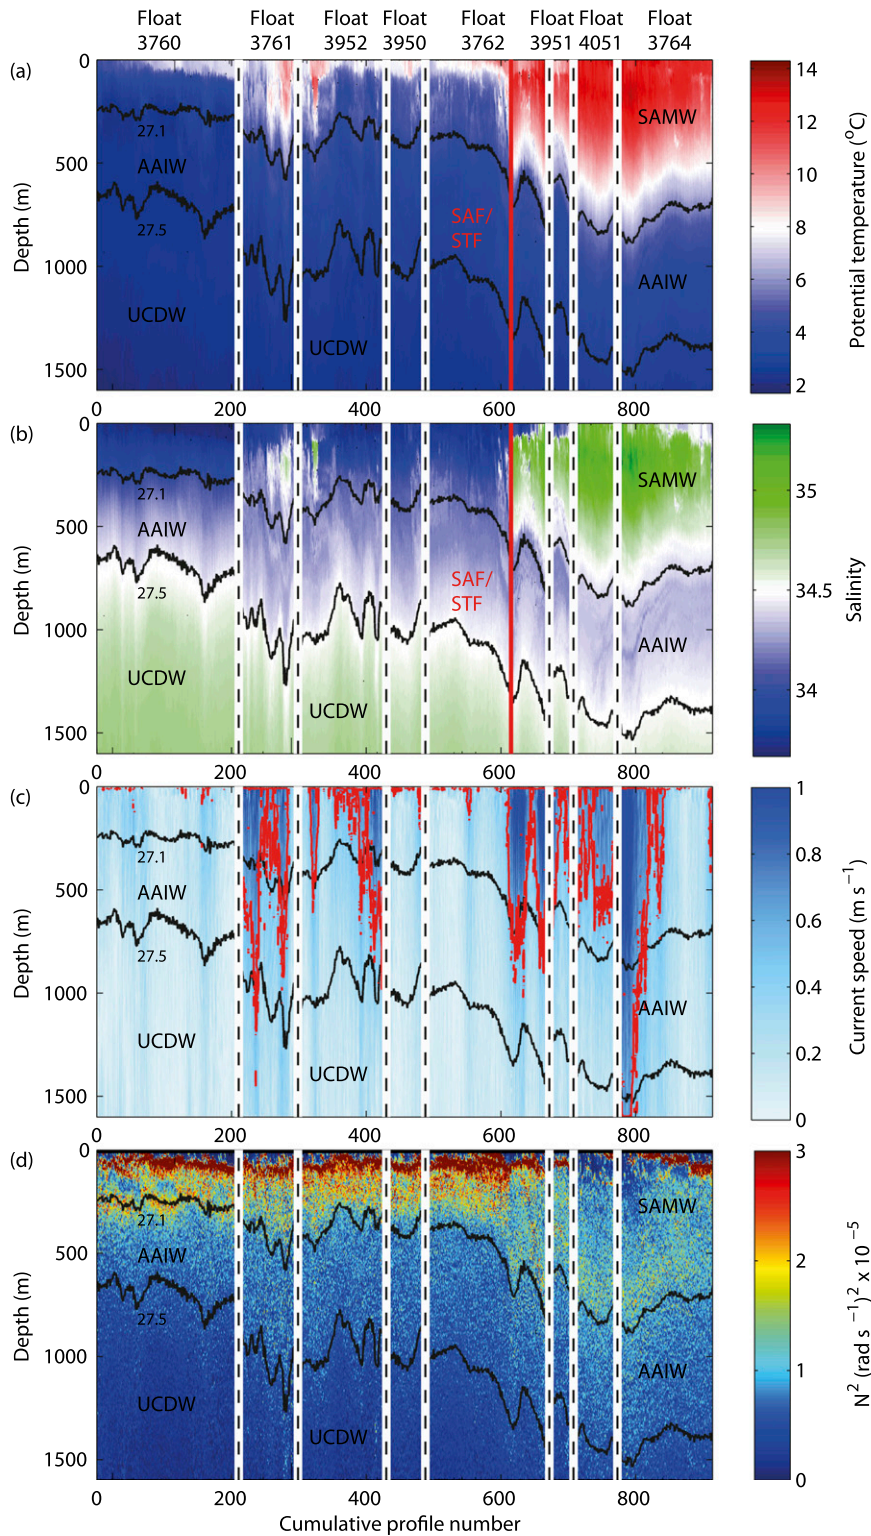 Float Float Float Float Float Float Float Float
3760 3761 3952 3950 3762 3951 4051 3764
(a)
0
500
1000
1500
Depth (m)
27.1
AAIW
27.5
UCDW
UCDW
SAF/
STF
SAMW
AAIW
0 200 400 600 800
14
12
10
8
6
4
2
Potential temperature (°C)
(b)
0
500
1000
1500
Depth (m)
27.1
AAIW
27.5
UCDW
UCDW
SAF/
STF
SAMW
AAIW
0 200 400 600 800
35
34.5
34
Salinity
(c)
0
500
1000
1500
Depth (m)
27.1
AAIW
27.5
UCDW
UCDW
AAIW
0 200 400 600 800
1
0.8
0.6
0.4
0.2
0
Current speed (m s⁻¹)
(d)
0
500
1000
1500
Depth (m)
27.1
AAIW
27.5
UCDW
UCDW
SAMW
AAIW
0 200 400 600 800
Cumulative profile number
3
2
1
0
N² (rad s⁻¹)² x 10⁻⁵